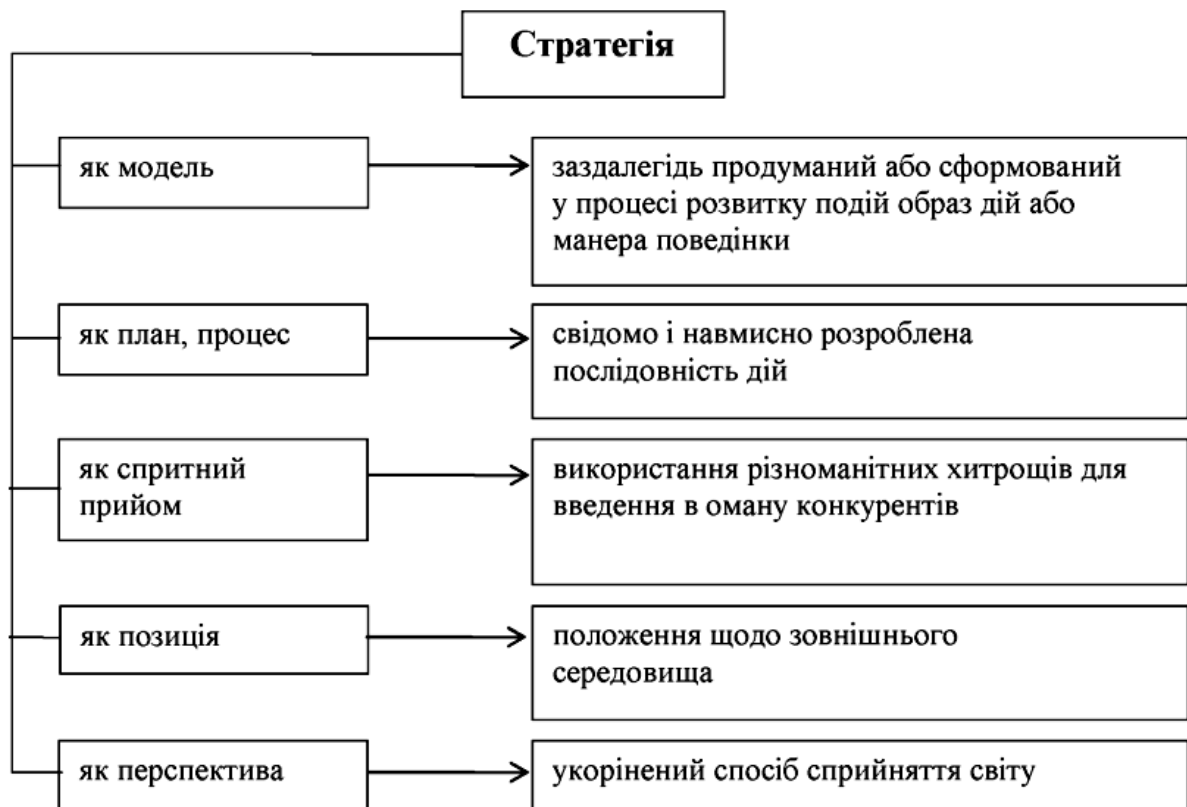 Стратегія
як модель
заздалегідь продуманий або сформований
у процесі розвитку подій образ дій або
манера поведінки
як план, процес
свідомо і навмисно розроблена
послідовність дій
як спритний
прийом
використання різноманітних хитрощів для
введення в оману конкурентів
як позиція
положення щодо зовнішнього
середовища
як перспектива
укорінений спосіб сприйняття світу